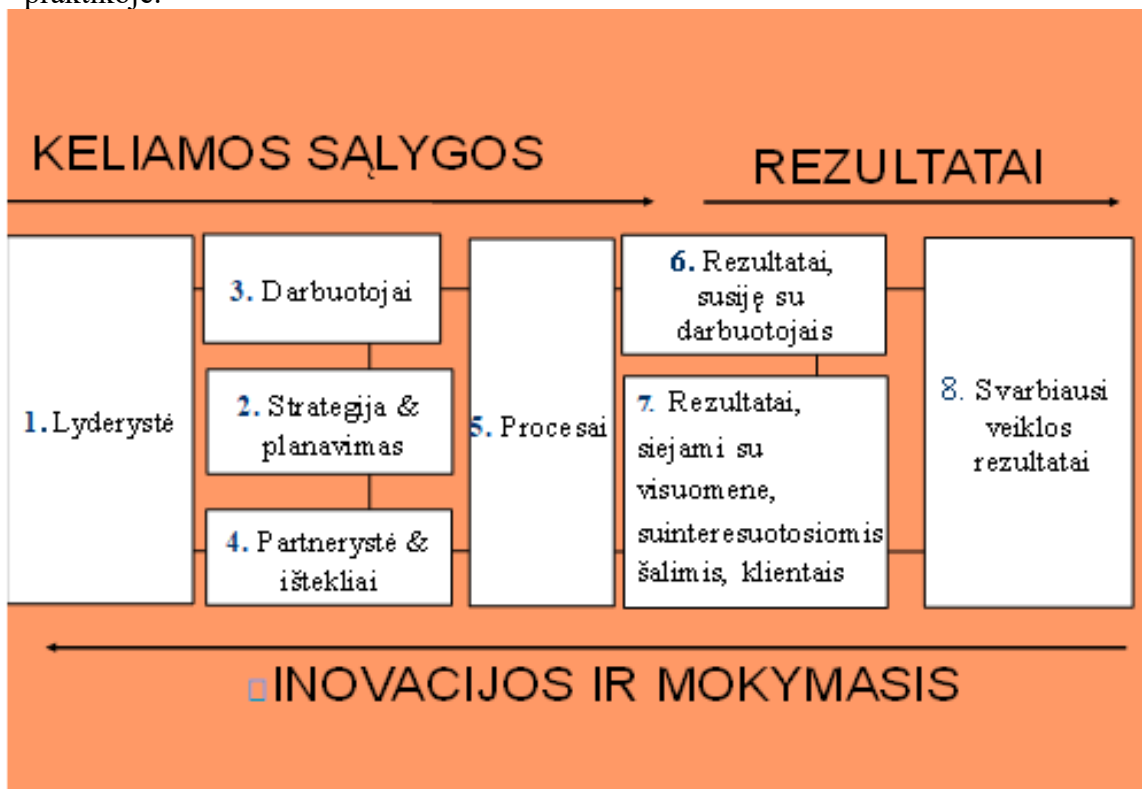 praktikoje.
KELIAMOS SĄLYGOS
REZULTATAI
1. Lyderystė
3. Darbuotojai
2. Strategija &
planavimas
4. Partnerystė &
ištekliai
5. Procesai
6. Rezultatai,
susiję su
darbuotojais
7. Rezultatai,
siejami su
visuomene,
suinteresuotosiomis
šalimis, klientais
8. Svarbiausi
veiklos
rezultatai
INOVACIJOS IR MOKYMASIS